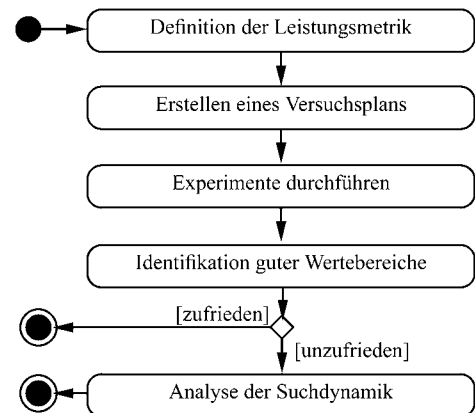 Definition der Leistungsmetrik
Erstellen eines Versuchsplans
Experimente durchführen
Identifikation guter Wertebereiche
[zufrieden]
[unzufrieden]
Analyse der Suchdynamik